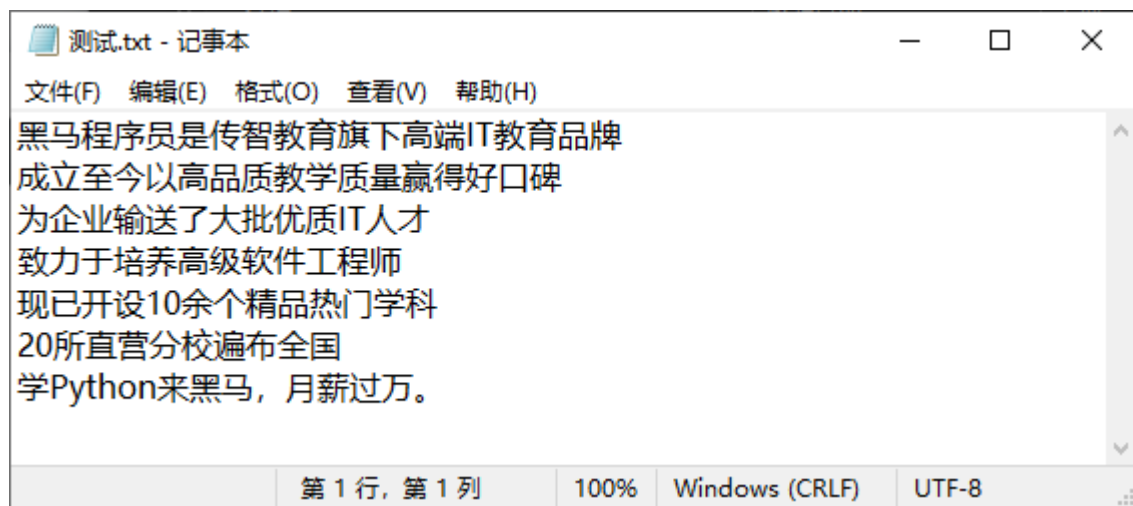 测试.txt - 记事本
文件(F) 编辑(E) 格式(O) 查看(V) 帮助(H)
黑马程序员是传智教育旗下高端IT教育品牌
成立至今以高品质教学质量赢得好口碑
为企业输送了大批优质IT人才
致力于培养高级软件工程师
现已开设10余个精品热门学科
20所直营分校遍布全国
学Python来黑马，月薪过万。
第 1 行，第 1 列 100% Windows (CRLF) UTF-8